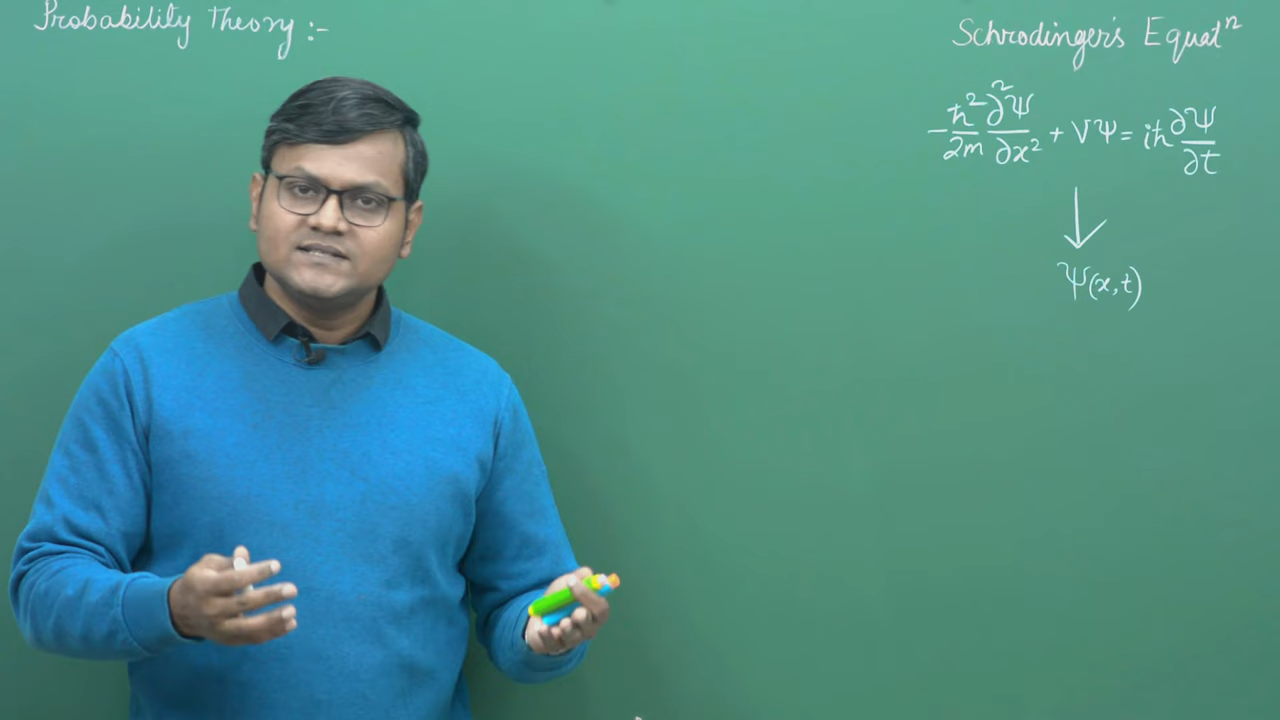 Probability Theory :-
Schrodinger's Equatⁿ
-ħ²/2m ∂²Ψ/∂x² + VΨ = iħ ∂Ψ/∂t
↓
Ψ(x,t)